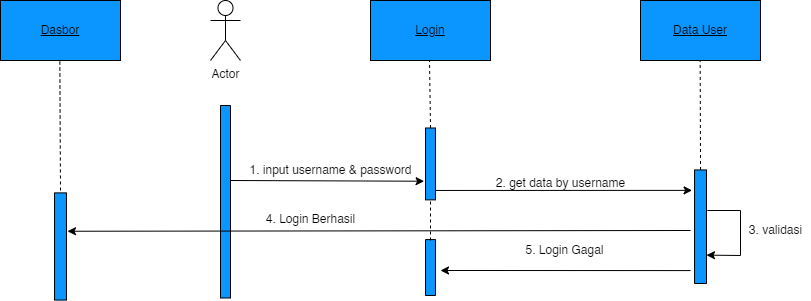 Dasbor
Actor
Login
Data User
1. input username & password
2. get data by username
3. validasi
4. Login Berhasil
5. Login Gagal